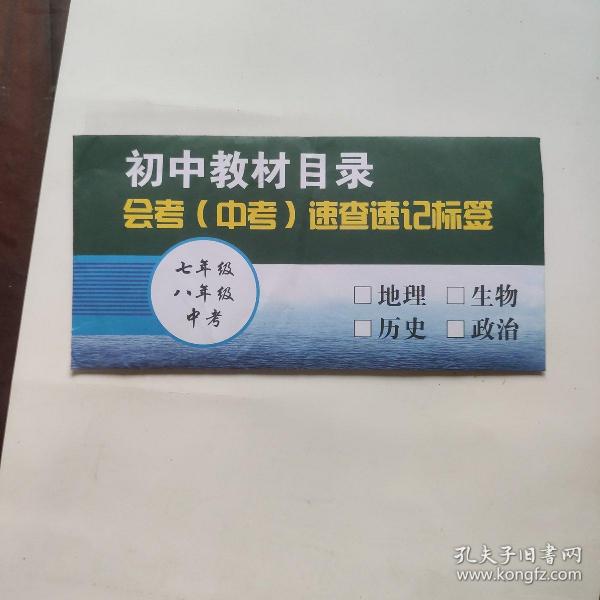 初中教材目录
会考（中考）速查速记标签
七年级
八年级
中考
□地理 □生物
□历史 □政治
孔夫子旧书网
www.kongfz.com